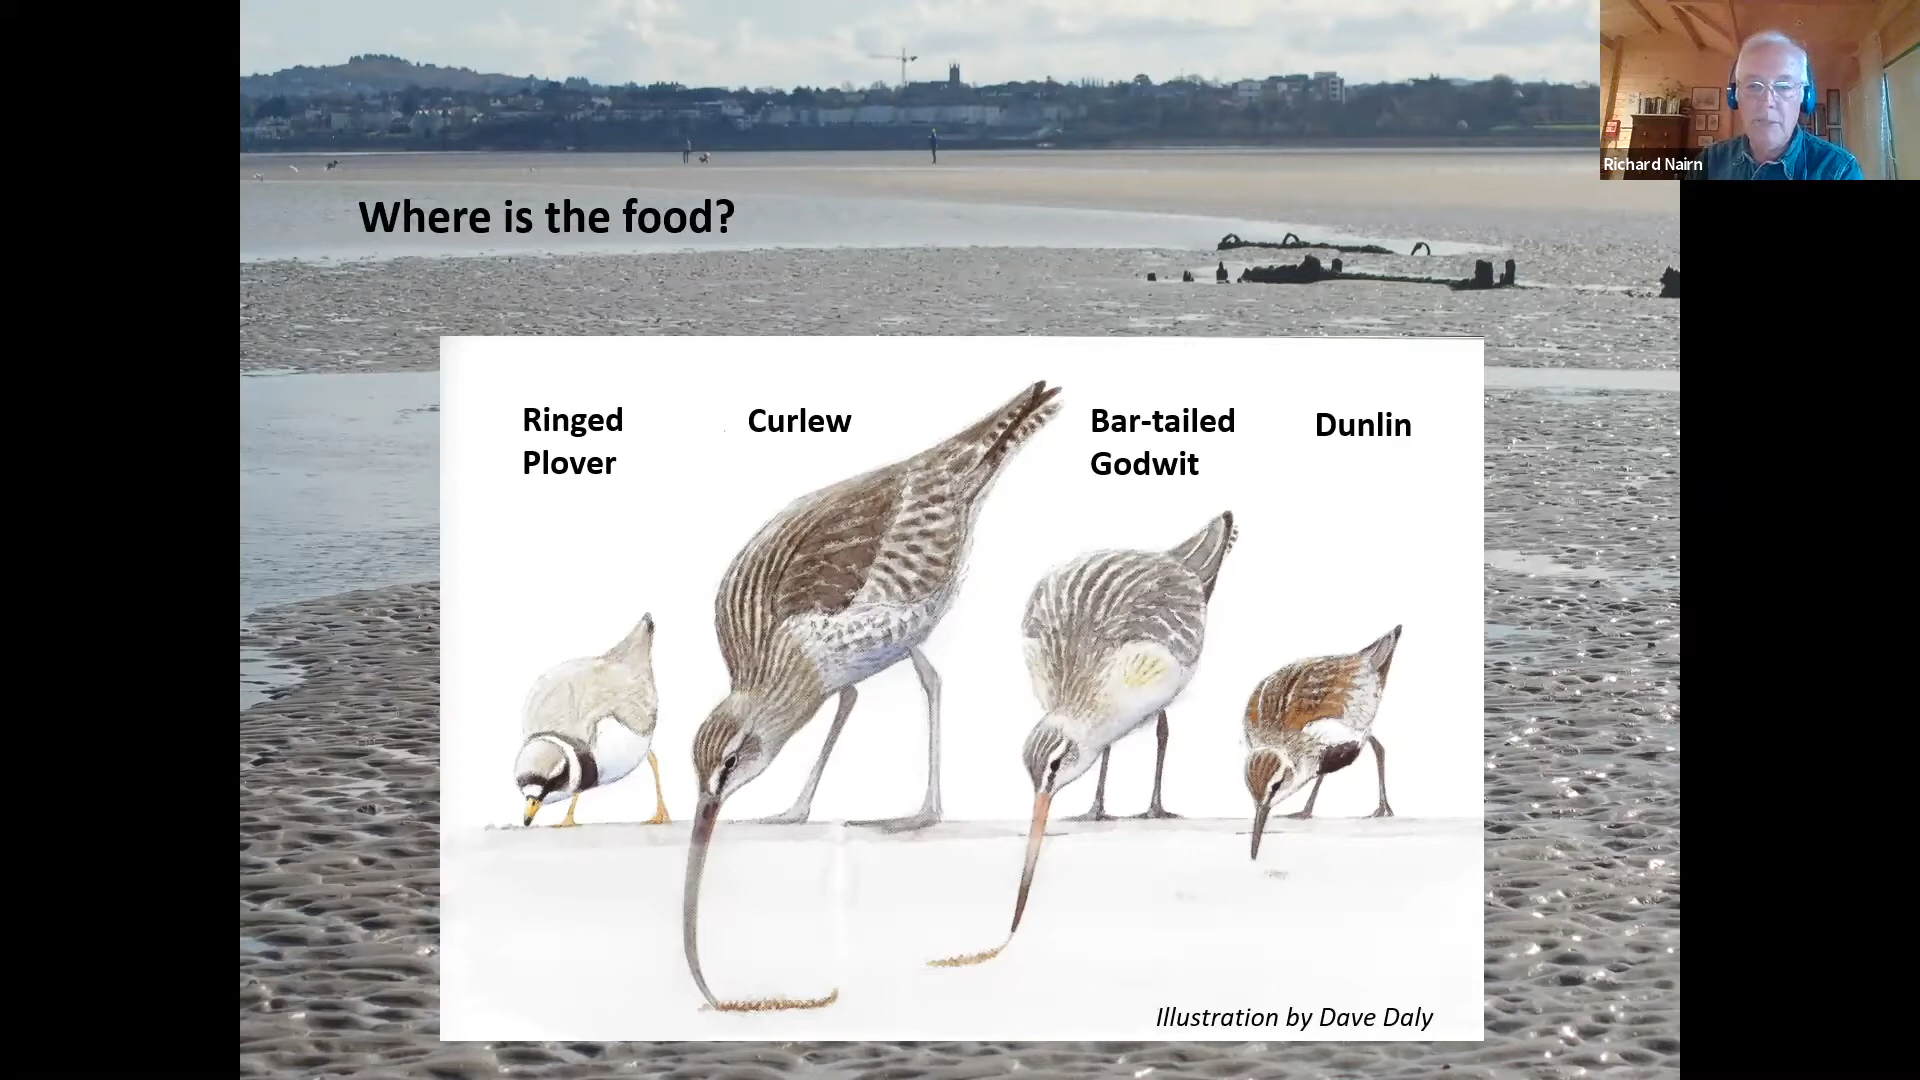 Richard Nairn
Where is the food?
Ringed
Plover
Curlew
Bar-tailed
Godwit
Dunlin
Illustration by Dave Daly